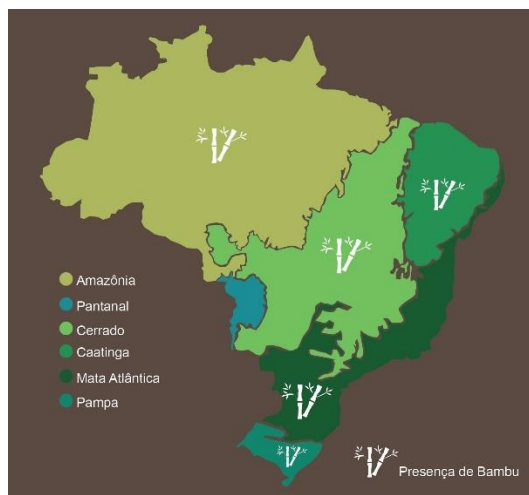 Amazônia
Pantanal
Cerrado
Caatinga
Mata Atlântica
Pampa
Presença de Bambu